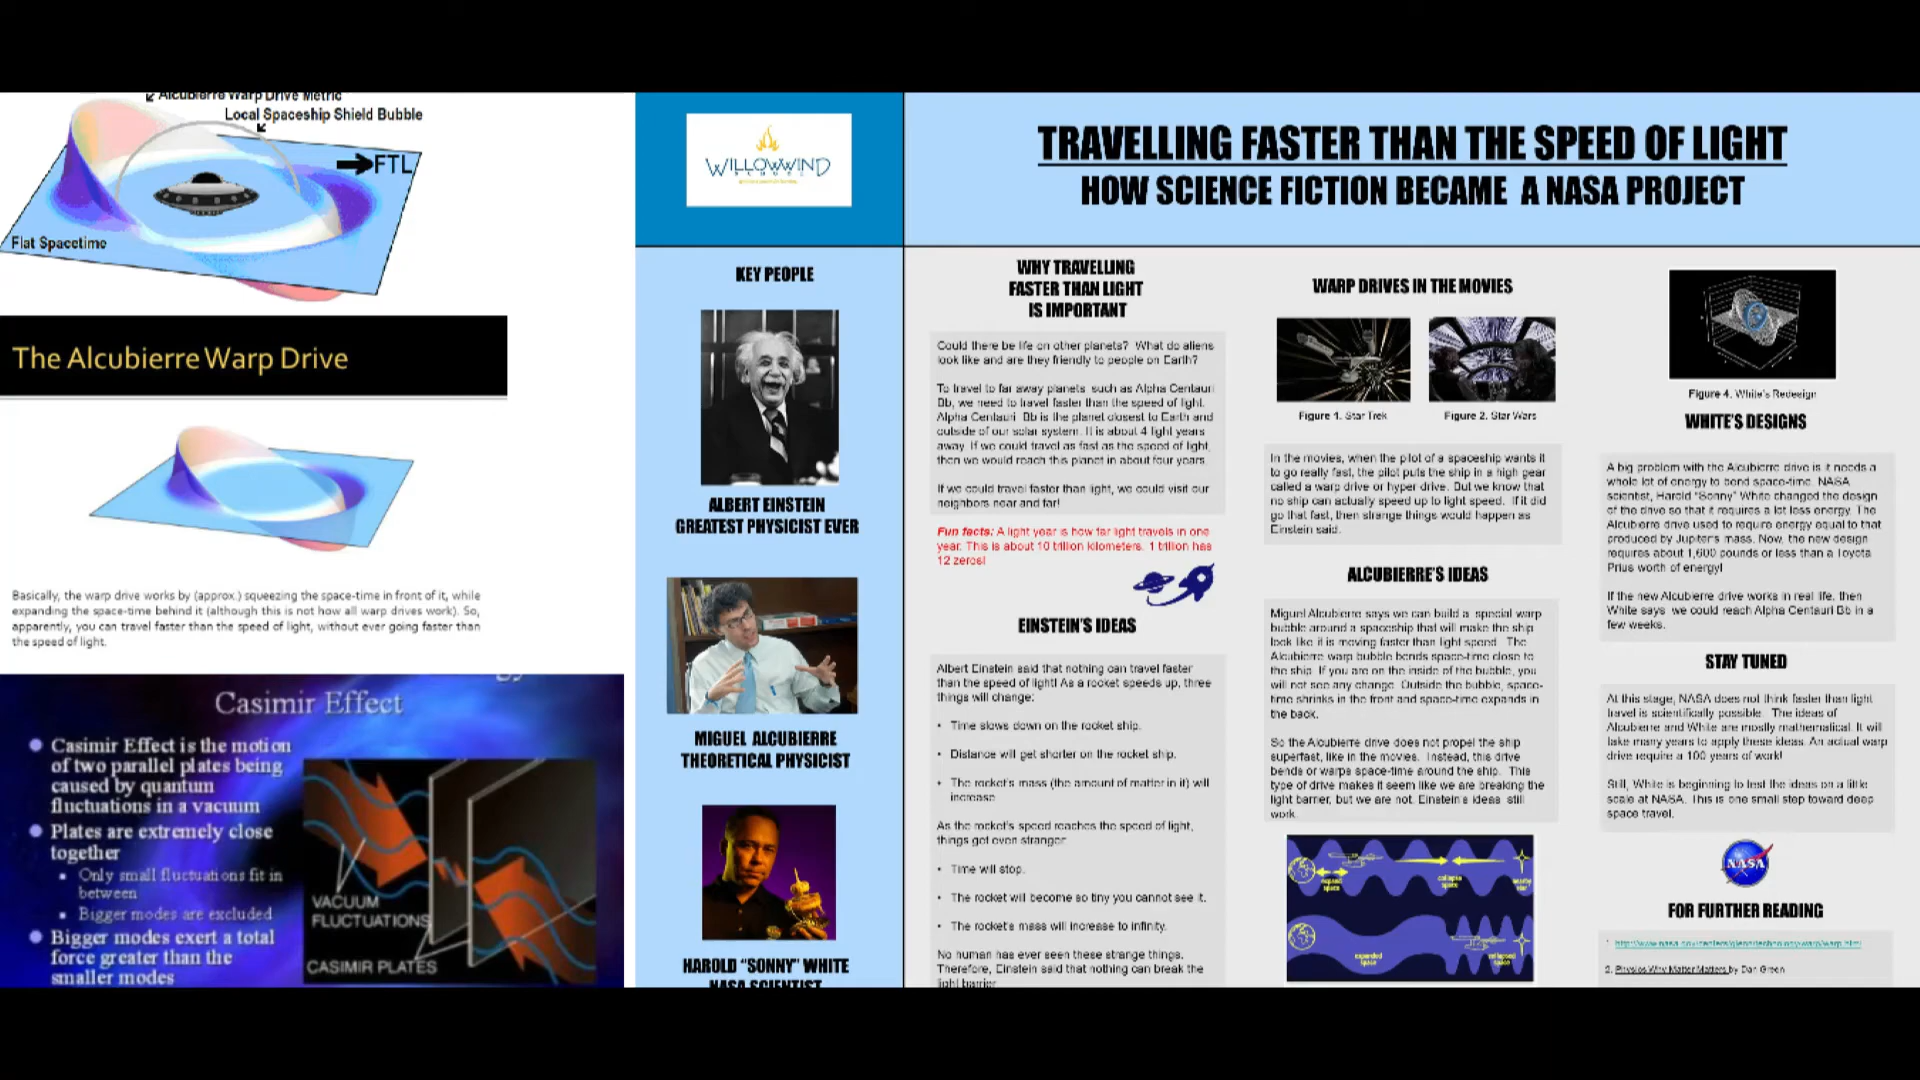 Alcubierre Warp Drive Metric
Local Spaceship Shield Bubble
FTL
Flat Spacetime
The Alcubierre Warp Drive
Basically, the warp drive works by (approx.) squeezing the space-time in front of it, while
expanding the space-time behind it (although this is not how all warp drives work). So,
apparently, you can travel faster than the speed of light, without ever going faster than
the speed of light.
Casimir Effect
Casimir Effect is the motion
of two parallel plates being
caused by quantum
fluctuations in a vacuum
Plates are extremely close
together
Only small fluctuations fit in
between
Bigger modes are excluded
Bigger modes exert a total
force greater than the
smaller modes
VACUUM
FLUCTUATIONS
CASIMIR PLATES
WILLOWWIND
SCHOOL
KEY PEOPLE
ALBERT EINSTEIN
GREATEST PHYSICIST EVER
MIGUEL ALCUBIERRE
THEORETICAL PHYSICIST
HAROLD "SONNY" WHITE
NASA SCIENTIST
TRAVELLING FASTER THAN THE SPEED OF LIGHT
HOW SCIENCE FICTION BECAME A NASA PROJECT
WHY TRAVELLING
FASTER THAN LIGHT
IS IMPORTANT
Could there be life on other planets? What do aliens
look like and are they friendly to people on Earth?
To travel to far away planets such as Alpha Centauri
Bb, we need to travel faster than the speed of light.
Alpha Centauri Bb is the planet closest to Earth and
outside of our solar system. It is about 4 light years
away. If we could travel as fast as the speed of light,
then we would reach this planet in about four years.
If we could travel faster than light, we could visit our
neighbors near and far!
Fun facts: A light year is how far light travels in one
year. This is about 10 trillion kilometers. 1 trillion has
12 zeros!
EINSTEIN'S IDEAS
Albert Einstein said that nothing can travel faster
than the speed of light! As a rocket speeds up, three
things will change:
• Time slows down on the rocket ship.
• Distance will get shorter on the rocket ship.
• The rocket's mass (the amount of matter in it) will
increase
As the rocket's speed reaches the speed of light,
things get even stranger:
• Time will stop.
• The rocket will become so tiny you cannot see it.
• The rocket's mass will increase to infinity.
No human has ever seen these strange things.
Therefore, Einstein said that nothing can break the
light barrier
WARP DRIVES IN THE MOVIES
Figure 1. Star Trek
Figure 2. Star Wars
In the movies, when the pilot of a spaceship wants it
to go really fast, the pilot puts the ship in a high gear
called a warp drive or hyper drive. But we know that
no ship can actually speed up to light speed. If it did
go that fast, then strange things would happen as
Einstein said.
ALCUBIERRE'S IDEAS
Miguel Alcubierre says we can build a special warp
bubble around a spaceship that will make the ship
look like it is moving faster than light speed. The
Alcubierre warp bubble bends space-time close to
the ship. If you are on the inside of the bubble, you
will not see any change. Outside the bubble, space-
time shrinks in the front and space-time expands in
the back.
So the Alcubierre drive does not propel the ship
superfast, like in the movies. Instead, this drive
bends or warps space-time around the ship. This
type of drive makes it seem like we are breaking the
light barrier, but we are not. Einstein's ideas still
work.
expand
space
collapse
space
nearby
star
expanded
space
collapsed
space
Figure 4. White's Redesign
WHITE'S DESIGNS
A big problem with the Alcubierre drive is it needs a
whole lot of energy to bend space-time. NASA
scientist, Harold "Sonny" White changed the design
of the drive so that it requires a lot less energy. The
Alcubierre drive used to require energy equal to that
produced by Jupiter's mass. Now, the new design
requires about 1,600 pounds or less than a Toyota
Prius worth of energy!
If the new Alcubierre drive works in real life, then
White says we could reach Alpha Centauri Bb in a
few weeks.
STAY TUNED
At this stage, NASA does not think faster than light
travel is scientifically possible. The ideas of
Alcubierre and White are mostly mathematical. It will
take many years to apply these ideas. An actual warp
drive require a 100 years of work!
Still, White is beginning to test the ideas on a little
scale at NASA. This is one small step toward deep
space travel.
NASA
FOR FURTHER READING
1. http://www.nasa.gov/centers/glenn/technology/warp/warp.html
2. Physics Why Matter Matters by Dan Green